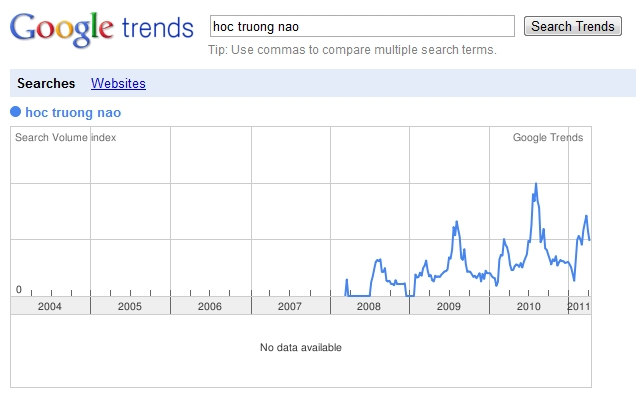 Google trends
hoc truong nao
Search Trends
Tip: Use commas to compare multiple search terms.
Searches Websites
hoc truong nao
Search Volume index
Google Trends
0
2004 2005 2006 2007 2008 2009 2010 2011
No data available